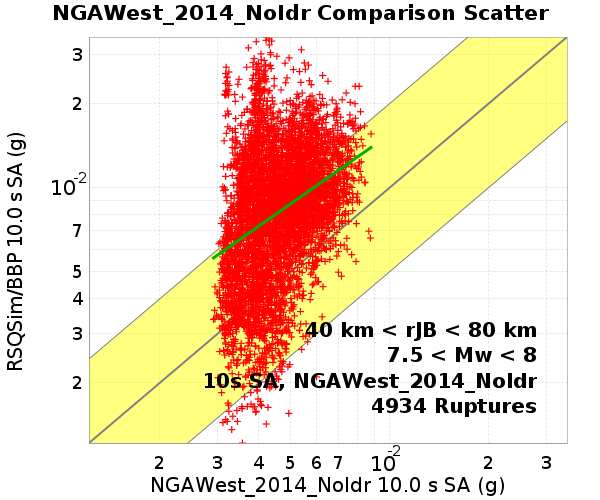 NGAWest_2014_NoIdr Comparison Scatter
3
2
10-2
7
5
4
3
2
RSQSim/BBP 10.0 s SA (g)
40 km < rJB < 80 km
7.5 < Mw < 8
10s SA, NGAWest_2014_NoIdr
4934 Ruptures
2 3 4 5 6 7 10-2 2 3
NGAWest_2014_NoIdr 10.0 s SA (g)